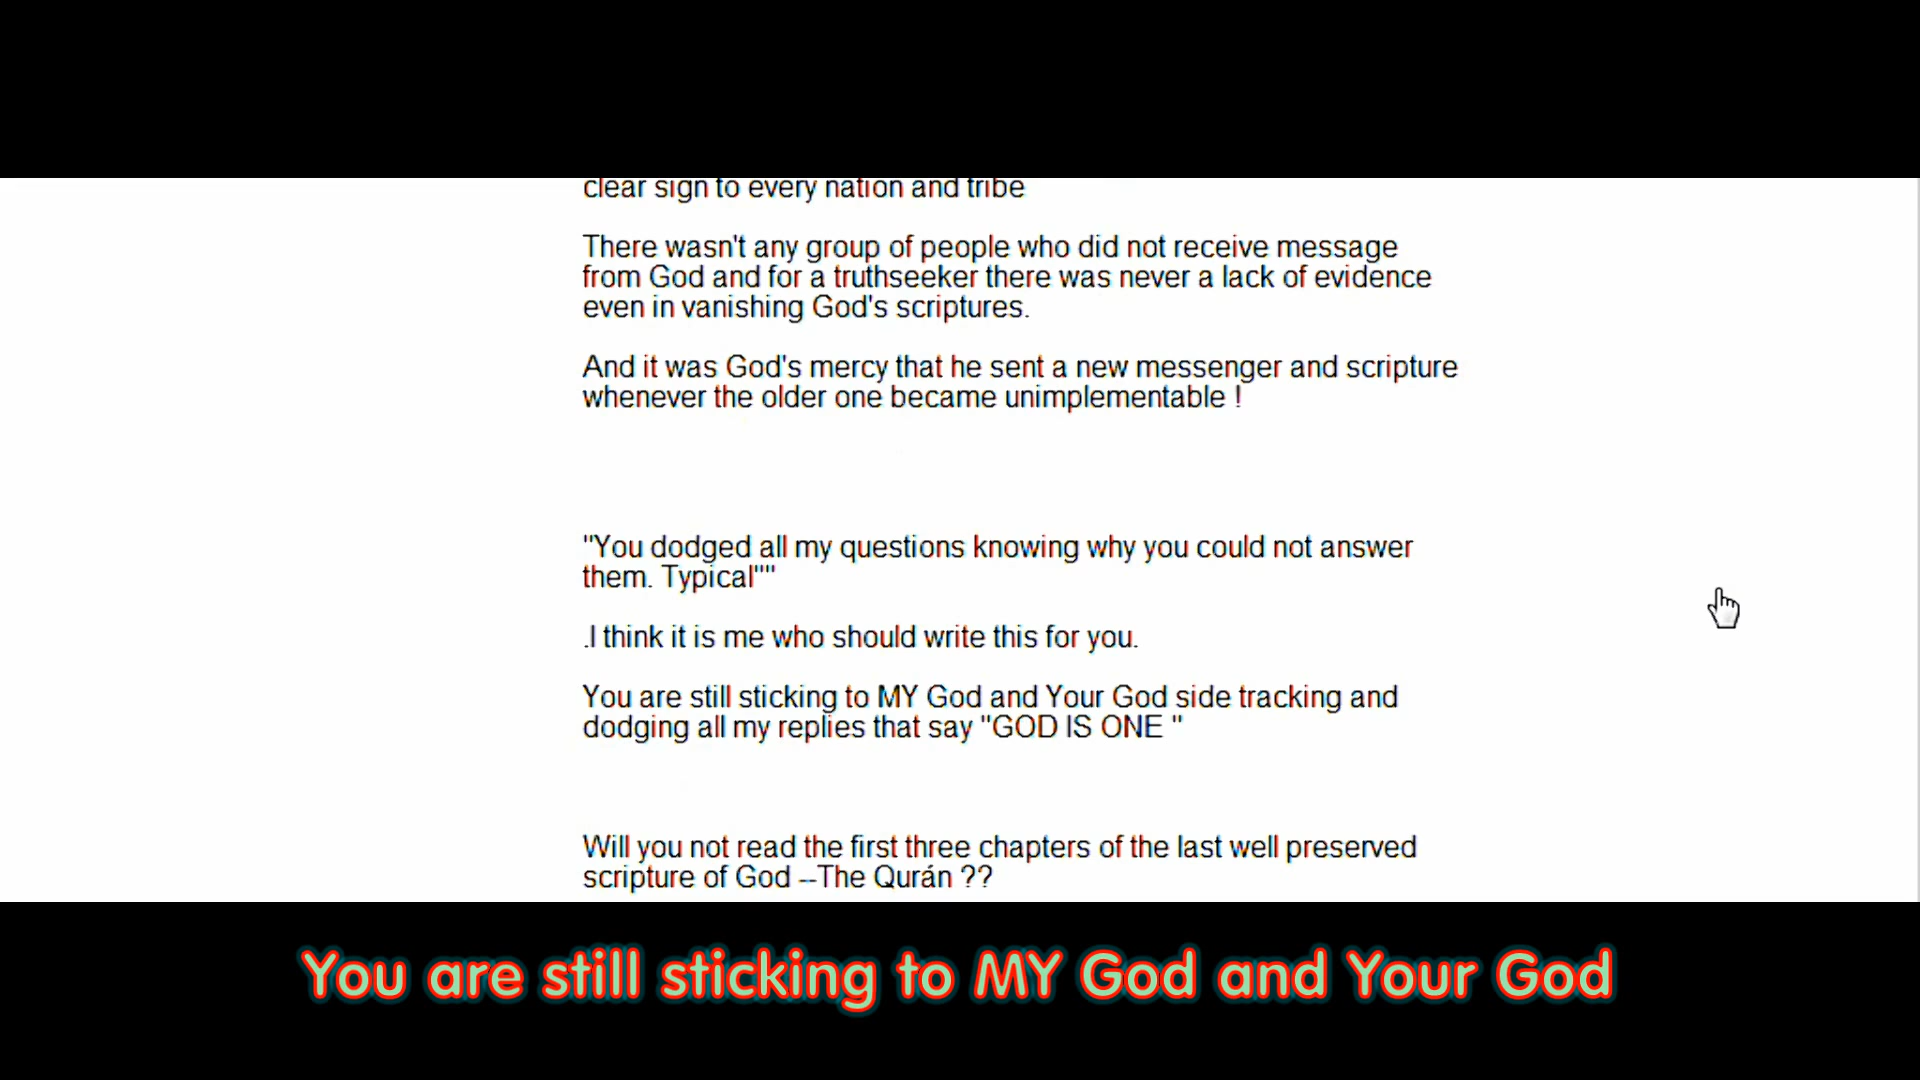 clear sign to every nation and tribe
There wasn't any group of people who did not receive message
from God and for a truthseeker there was never a lack of evidence
even in vanishing God's scriptures.
And it was God's mercy that he sent a new messenger and scripture
whenever the older one became unimplementable !
"You dodged all my questions knowing why you could not answer
them. Typical""
.I think it is me who should write this for you.
You are still sticking to MY God and Your God side tracking and
dodging all my replies that say "GOD IS ONE "
Will you not read the first three chapters of the last well preserved
scripture of God --The Qurán ??
You are still sticking to MY God and Your God